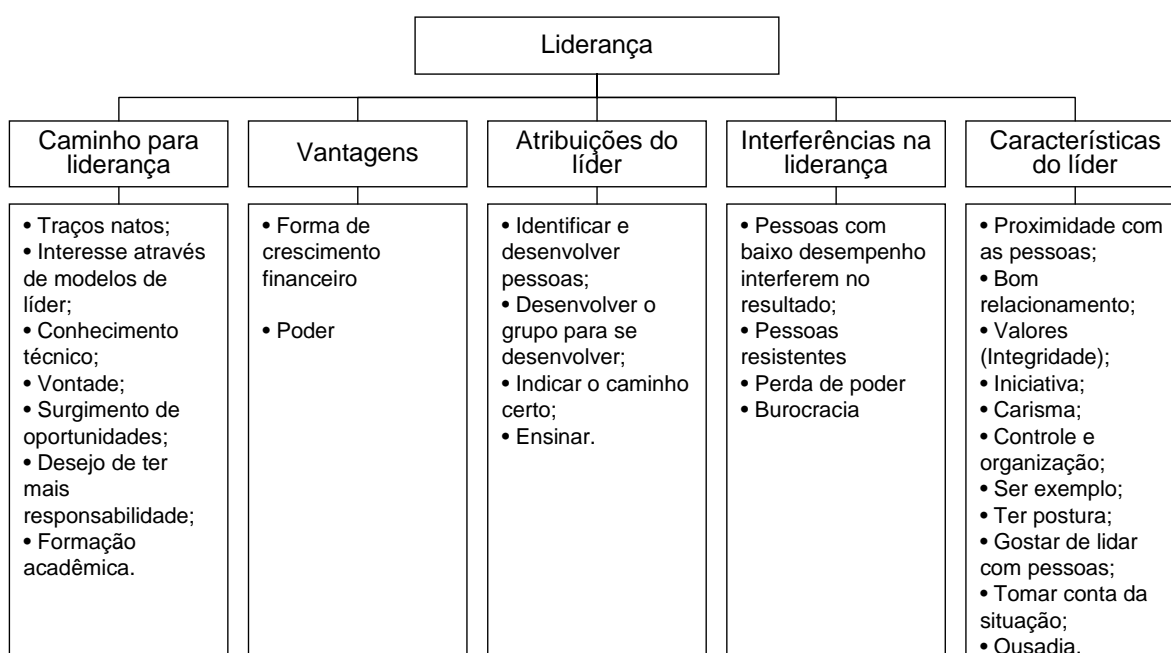 Liderança
Caminho para
liderança
Vantagens
Atribuições do
líder
Interferências na
liderança
Características
do líder
• Traços natos;
• Interesse através
de modelos de
líder;
• Conhecimento
técnico;
• Vontade;
• Surgimento de
oportunidades;
• Desejo de ter
mais
responsabilidade;
• Formação
acadêmica.
• Forma de
crescimento
financeiro
• Poder
• Identificar e
desenvolver
pessoas;
• Desenvolver o
grupo para se
desenvolver;
• Indicar o caminho
certo;
• Ensinar.
• Pessoas com
baixo desempenho
interferem no
resultado;
• Pessoas
resistentes
• Perda de poder
• Burocracia
• Proximidade com
as pessoas;
• Bom
relacionamento;
• Valores
(Integridade);
• Iniciativa;
• Carisma;
• Controle e
organização;
• Ser exemplo;
• Ter postura;
• Gostar de lidar
com pessoas;
• Tomar conta da
situação;
• Ousadia.